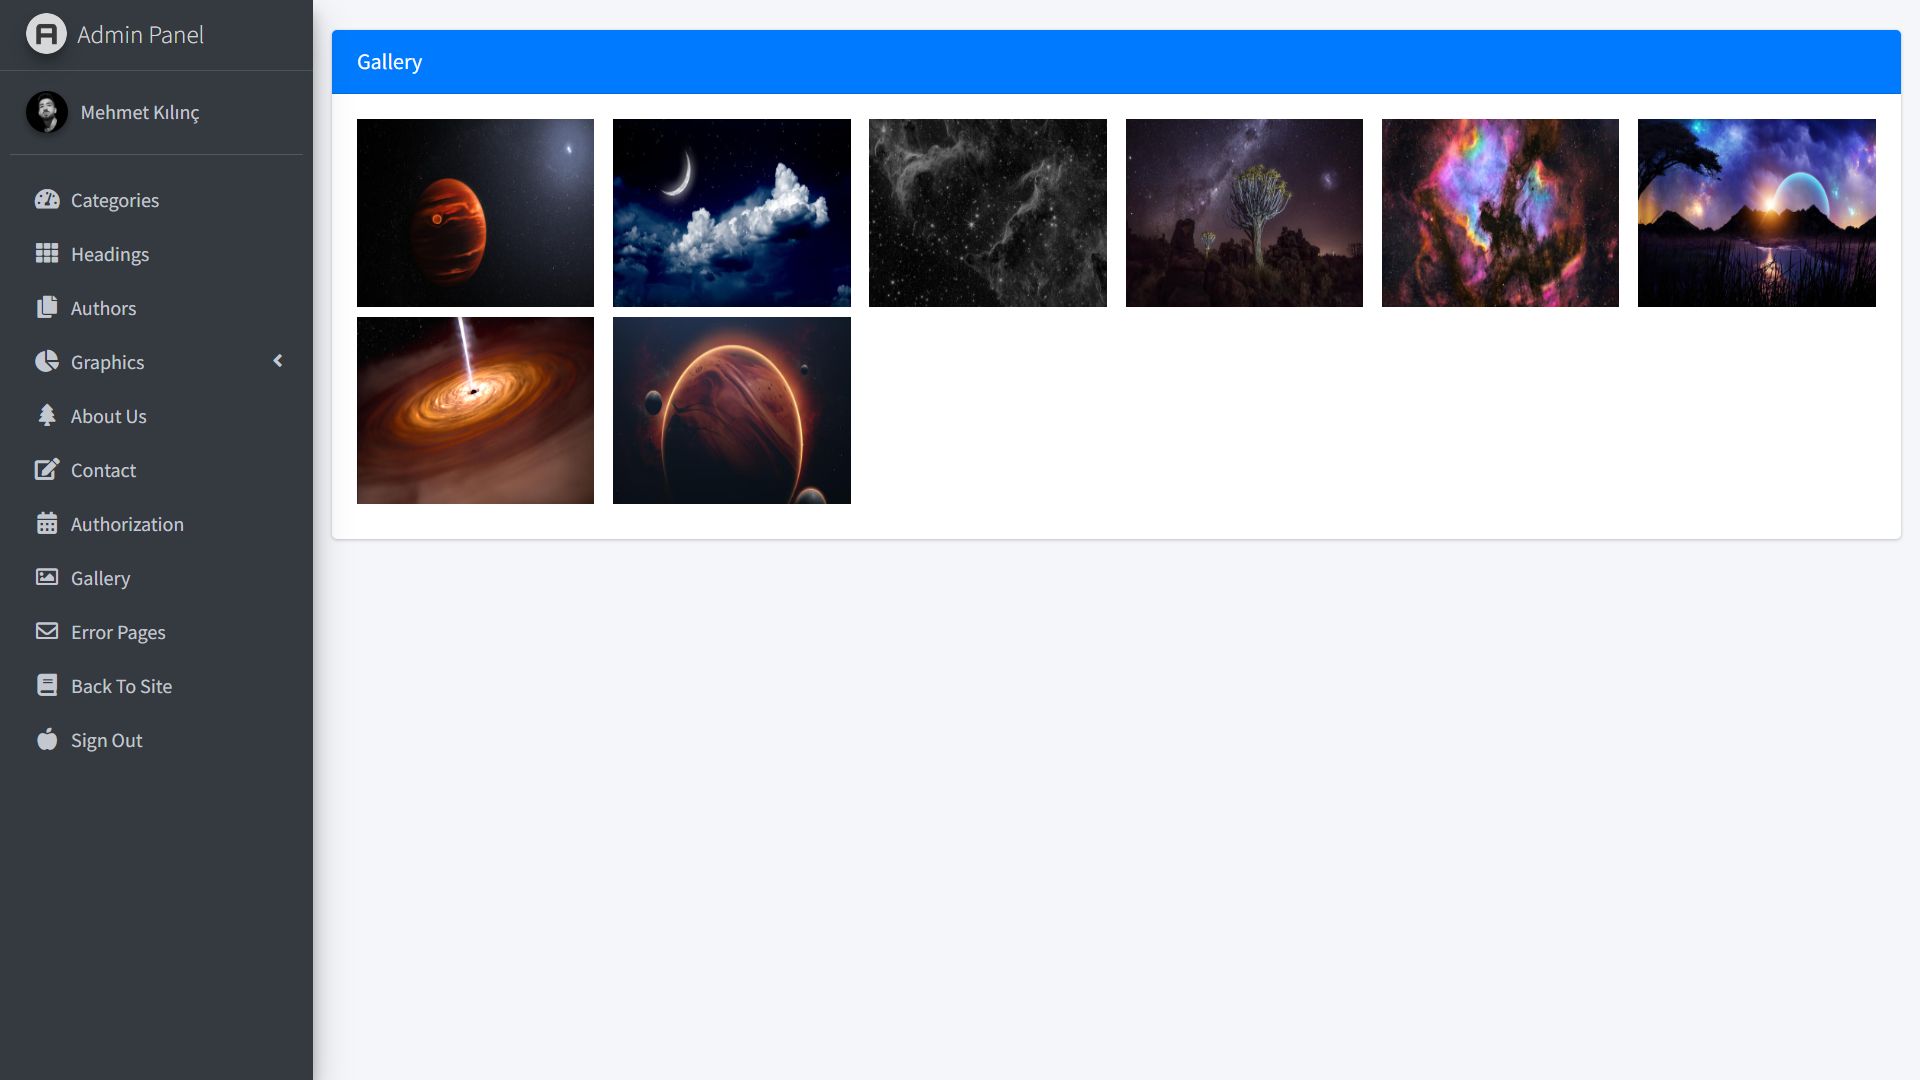 Admin Panel
Mehmet Kılınç
Categories
Headings
Authors
Graphics
About Us
Contact
Authorization
Gallery
Error Pages
Back To Site
Sign Out
Gallery